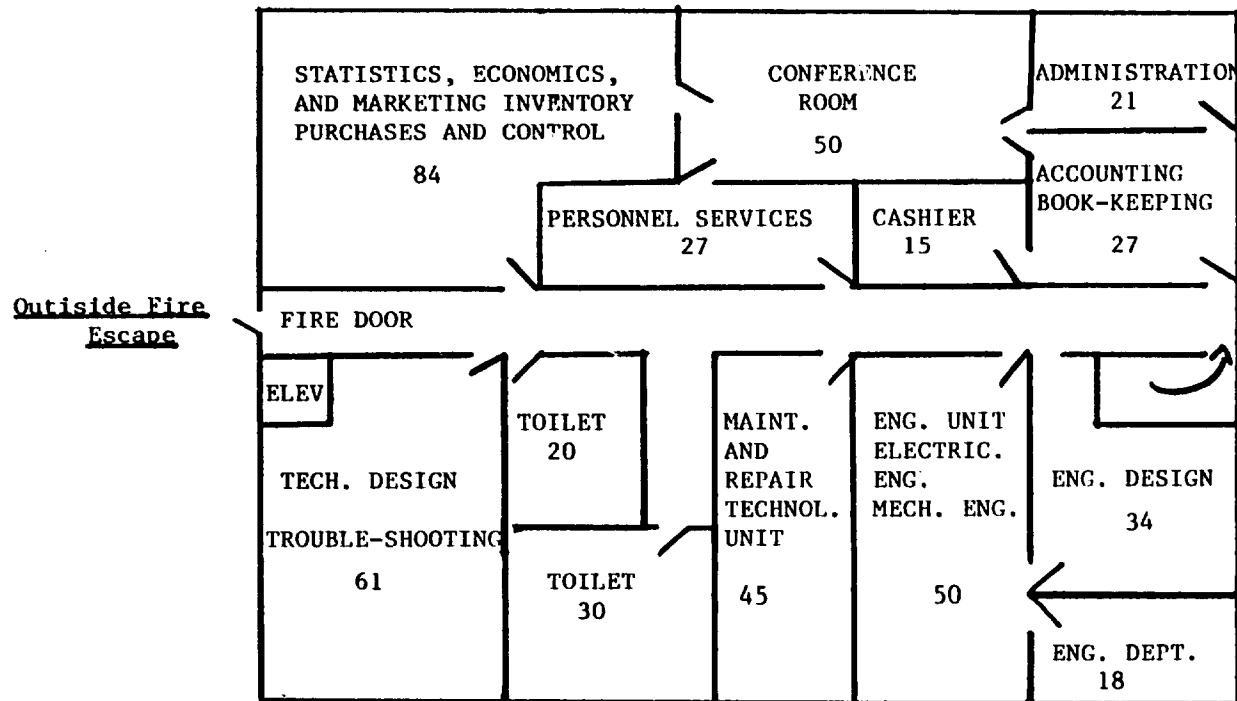 STATISTICS, ECONOMICS,
AND MARKETING INVENTORY
PURCHASES AND CONTROL
84
CONFERENCE
ROOM
50
ADMINISTRATION
21
ACCOUNTING
BOOK-KEEPING
27
PERSONNEL SERVICES
27
CASHIER
15
Outiside Fire
Escape
FIRE DOOR
ELEV
TECH. DESIGN
TROUBLE-SHOOTING
61
TOILET
20
TOILET
30
MAINT.
AND
REPAIR
TECHNOL.
UNIT
45
ENG. UNIT
ELECTRIC.
ENG.
MECH. ENG.
50
ENG. DESIGN
34
ENG. DEPT.
18